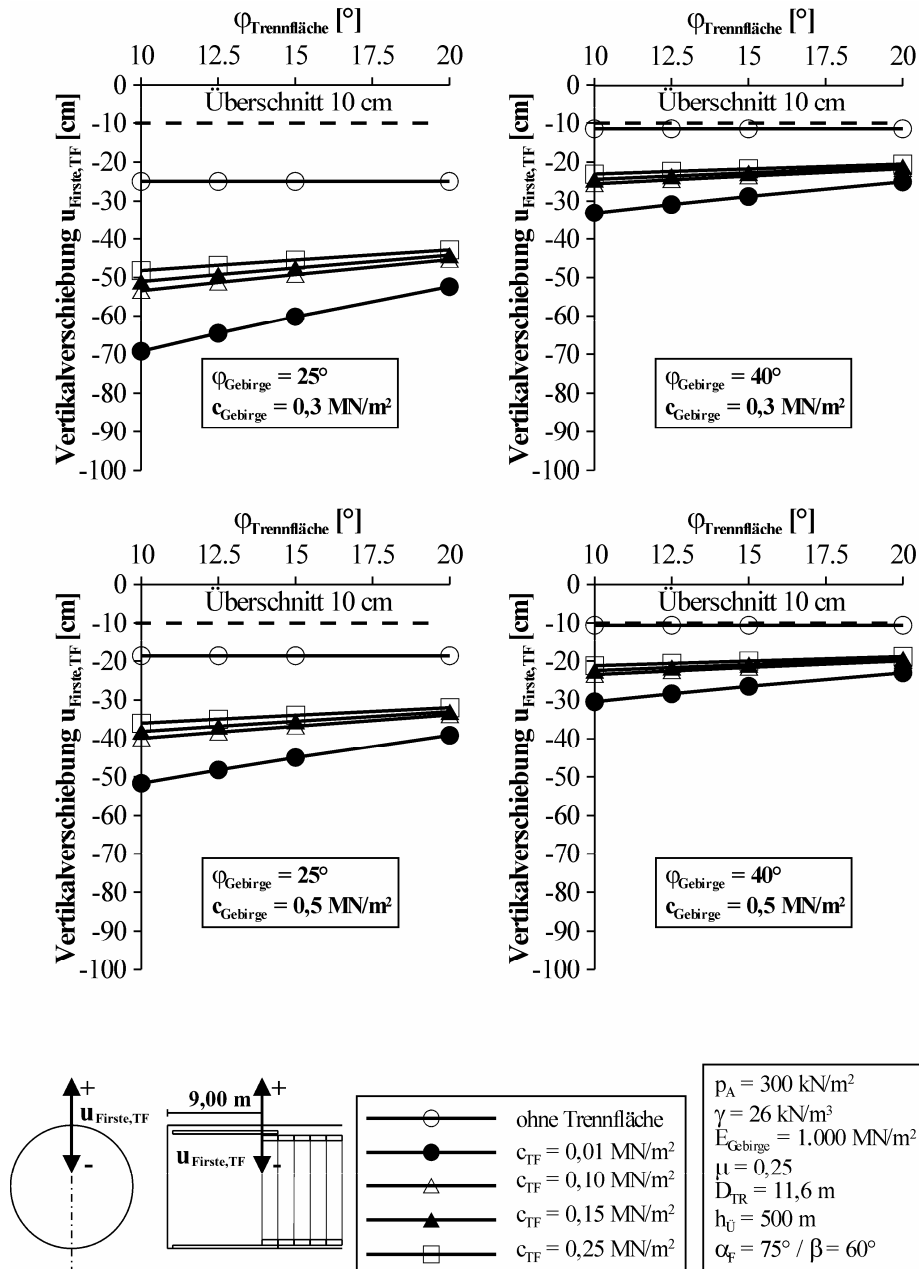 φTrennfläche [°]
10 12.5 15 17.5 20
0
-10
-20
-30
-40
-50
-60
-70
-80
-90
-100
Vertikalverschiebung uFirste,TF [cm]
Überschnitt 10 cm
φGebirge = 25°
cGebirge = 0,3 MN/m²
φTrennfläche [°]
10 12.5 15 17.5 20
0
-10
-20
-30
-40
-50
-60
-70
-80
-90
-100
Vertikalverschiebung uFirste,TF [cm]
Überschnitt 10 cm
φGebirge = 40°
cGebirge = 0,3 MN/m²
φTrennfläche [°]
10 12.5 15 17.5 20
0
-10
-20
-30
-40
-50
-60
-70
-80
-90
-100
Vertikalverschiebung uFirste,TF [cm]
Überschnitt 10 cm
φGebirge = 25°
cGebirge = 0,5 MN/m²
φTrennfläche [°]
10 12.5 15 17.5 20
0
-10
-20
-30
-40
-50
-60
-70
-80
-90
-100
Vertikalverschiebung uFirste,TF [cm]
Überschnitt 10 cm
φGebirge = 40°
cGebirge = 0,5 MN/m²
+
uFirste,TF
-
9,00 m
+
uFirste,TF
-
ohne Trennfläche
cTF = 0,01 MN/m²
cTF = 0,10 MN/m²
cTF = 0,15 MN/m²
cTF = 0,25 MN/m²
pA = 300 kN/m²
γ = 26 kN/m³
EGebirge = 1.000 MN/m²
μ = 0,25
DTR = 11,6 m
hÜ = 500 m
αF = 75° / β = 60°